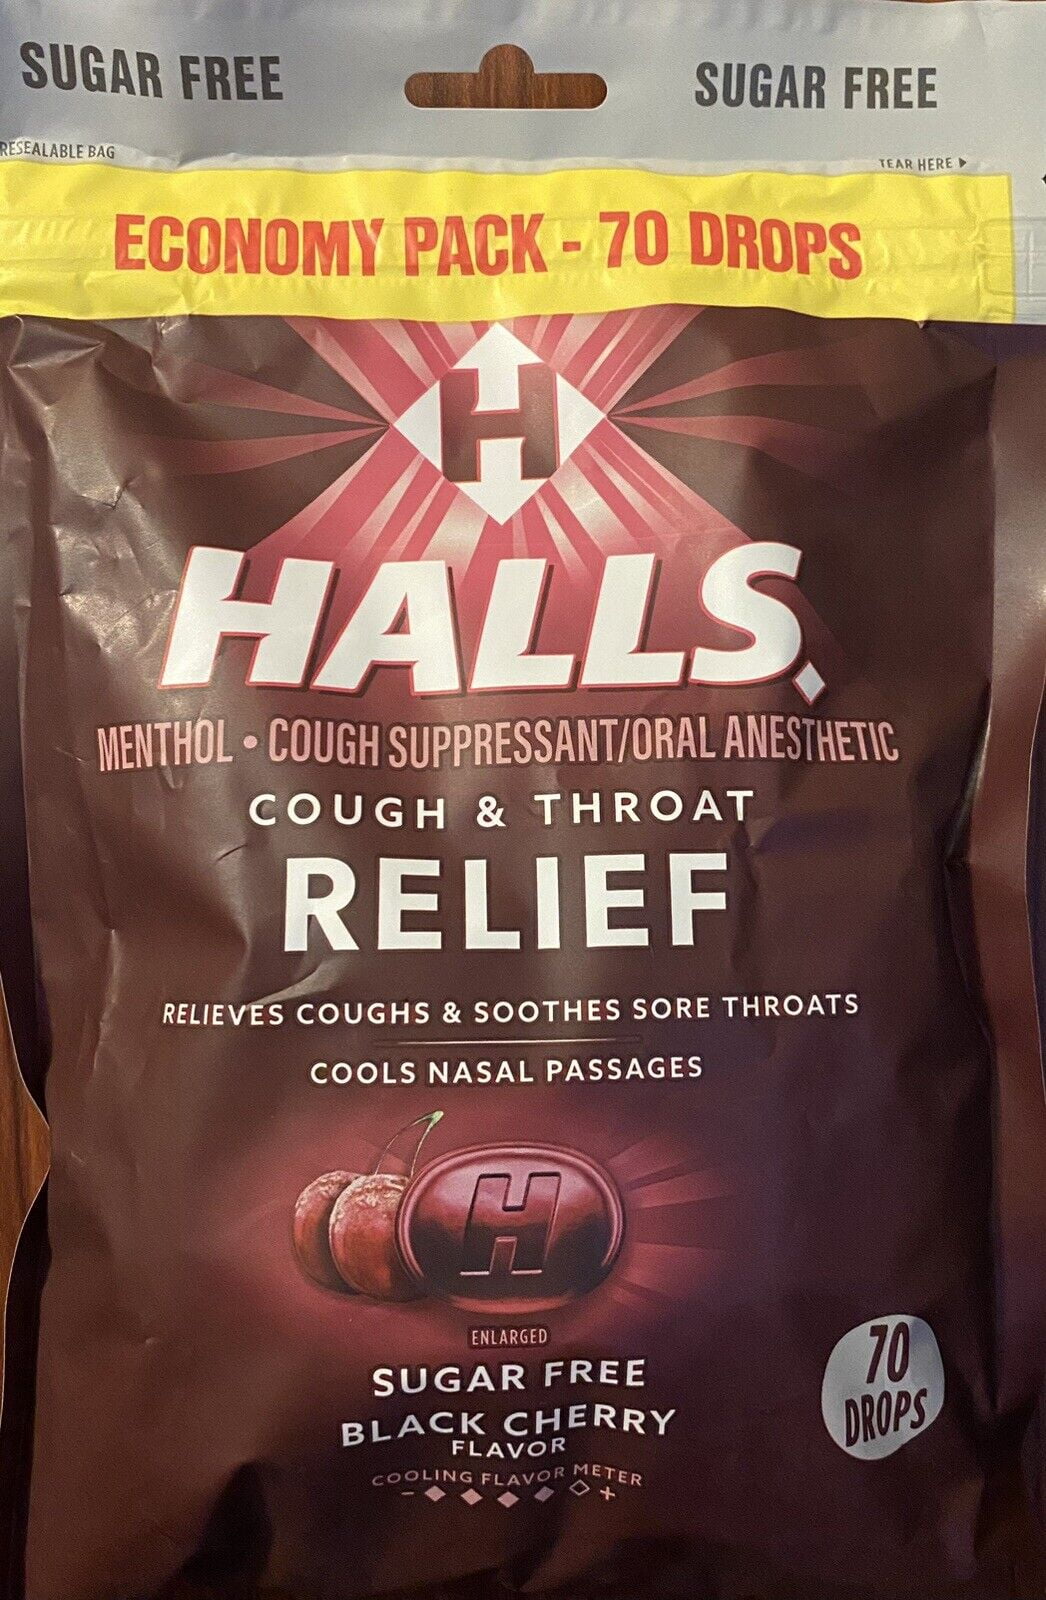 SUGAR FREE SUGAR FREE
RESEALABLE BAG TEAR HERE
ECONOMY PACK - 70 DROPS
H
HALLS
MENTHOL • COUGH SUPPRESSANT/ORAL ANESTHETIC
COUGH & THROAT
RELIEF
RELIEVES COUGHS & SOOTHES SORE THROATS
COOLS NASAL PASSAGES
H
ENLARGED
SUGAR FREE
BLACK CHERRY
FLAVOR
COOLING FLAVOR METER
- +
70
DROPS